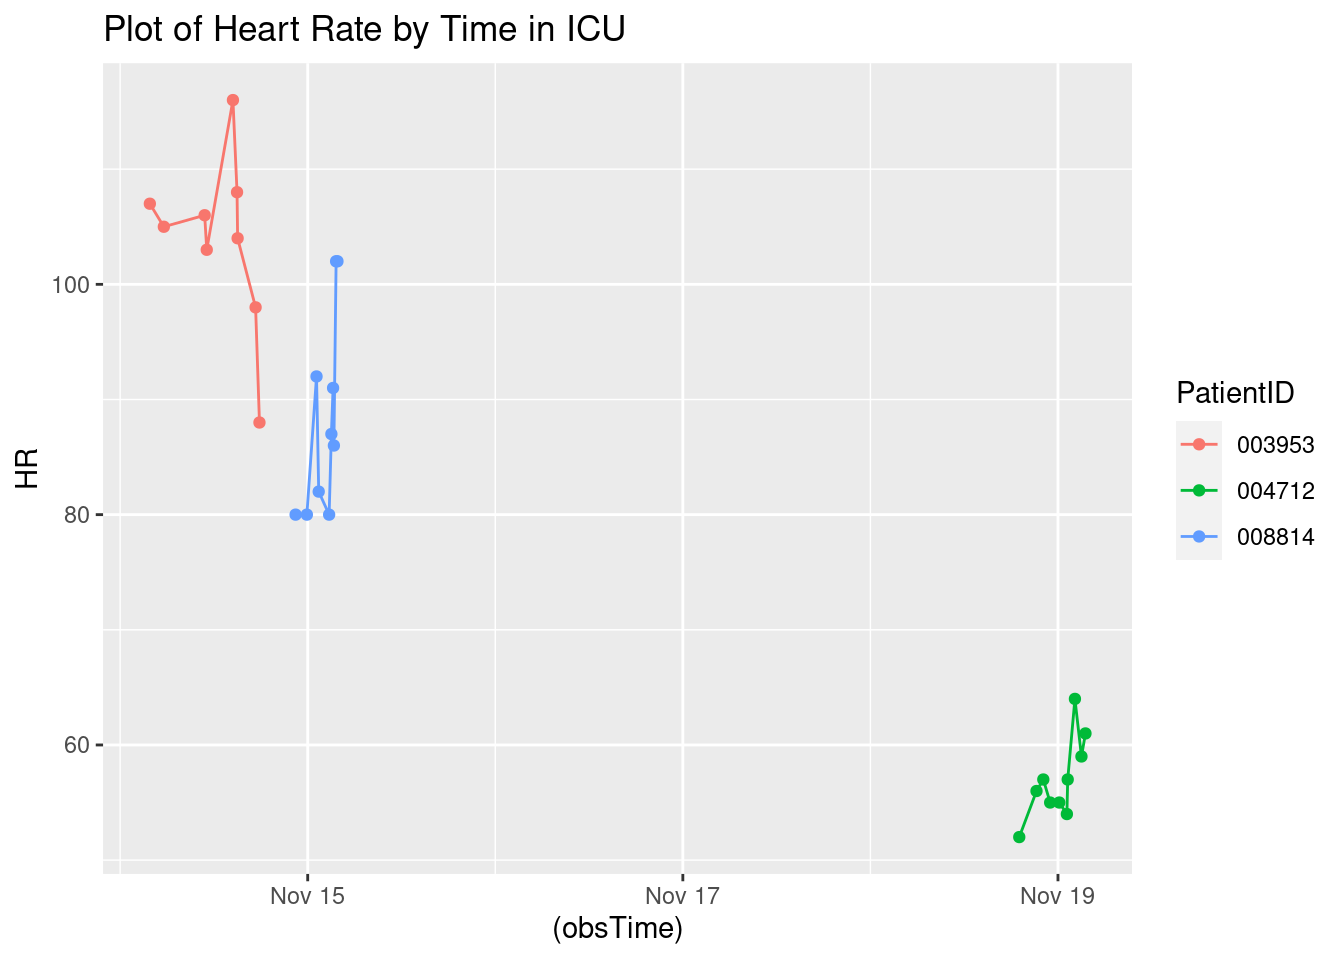 Plot of Heart Rate by Time in ICU
HR
100
80
60
Nov 15
Nov 17
Nov 19
(obsTime)
PatientID
003953
004712
008814